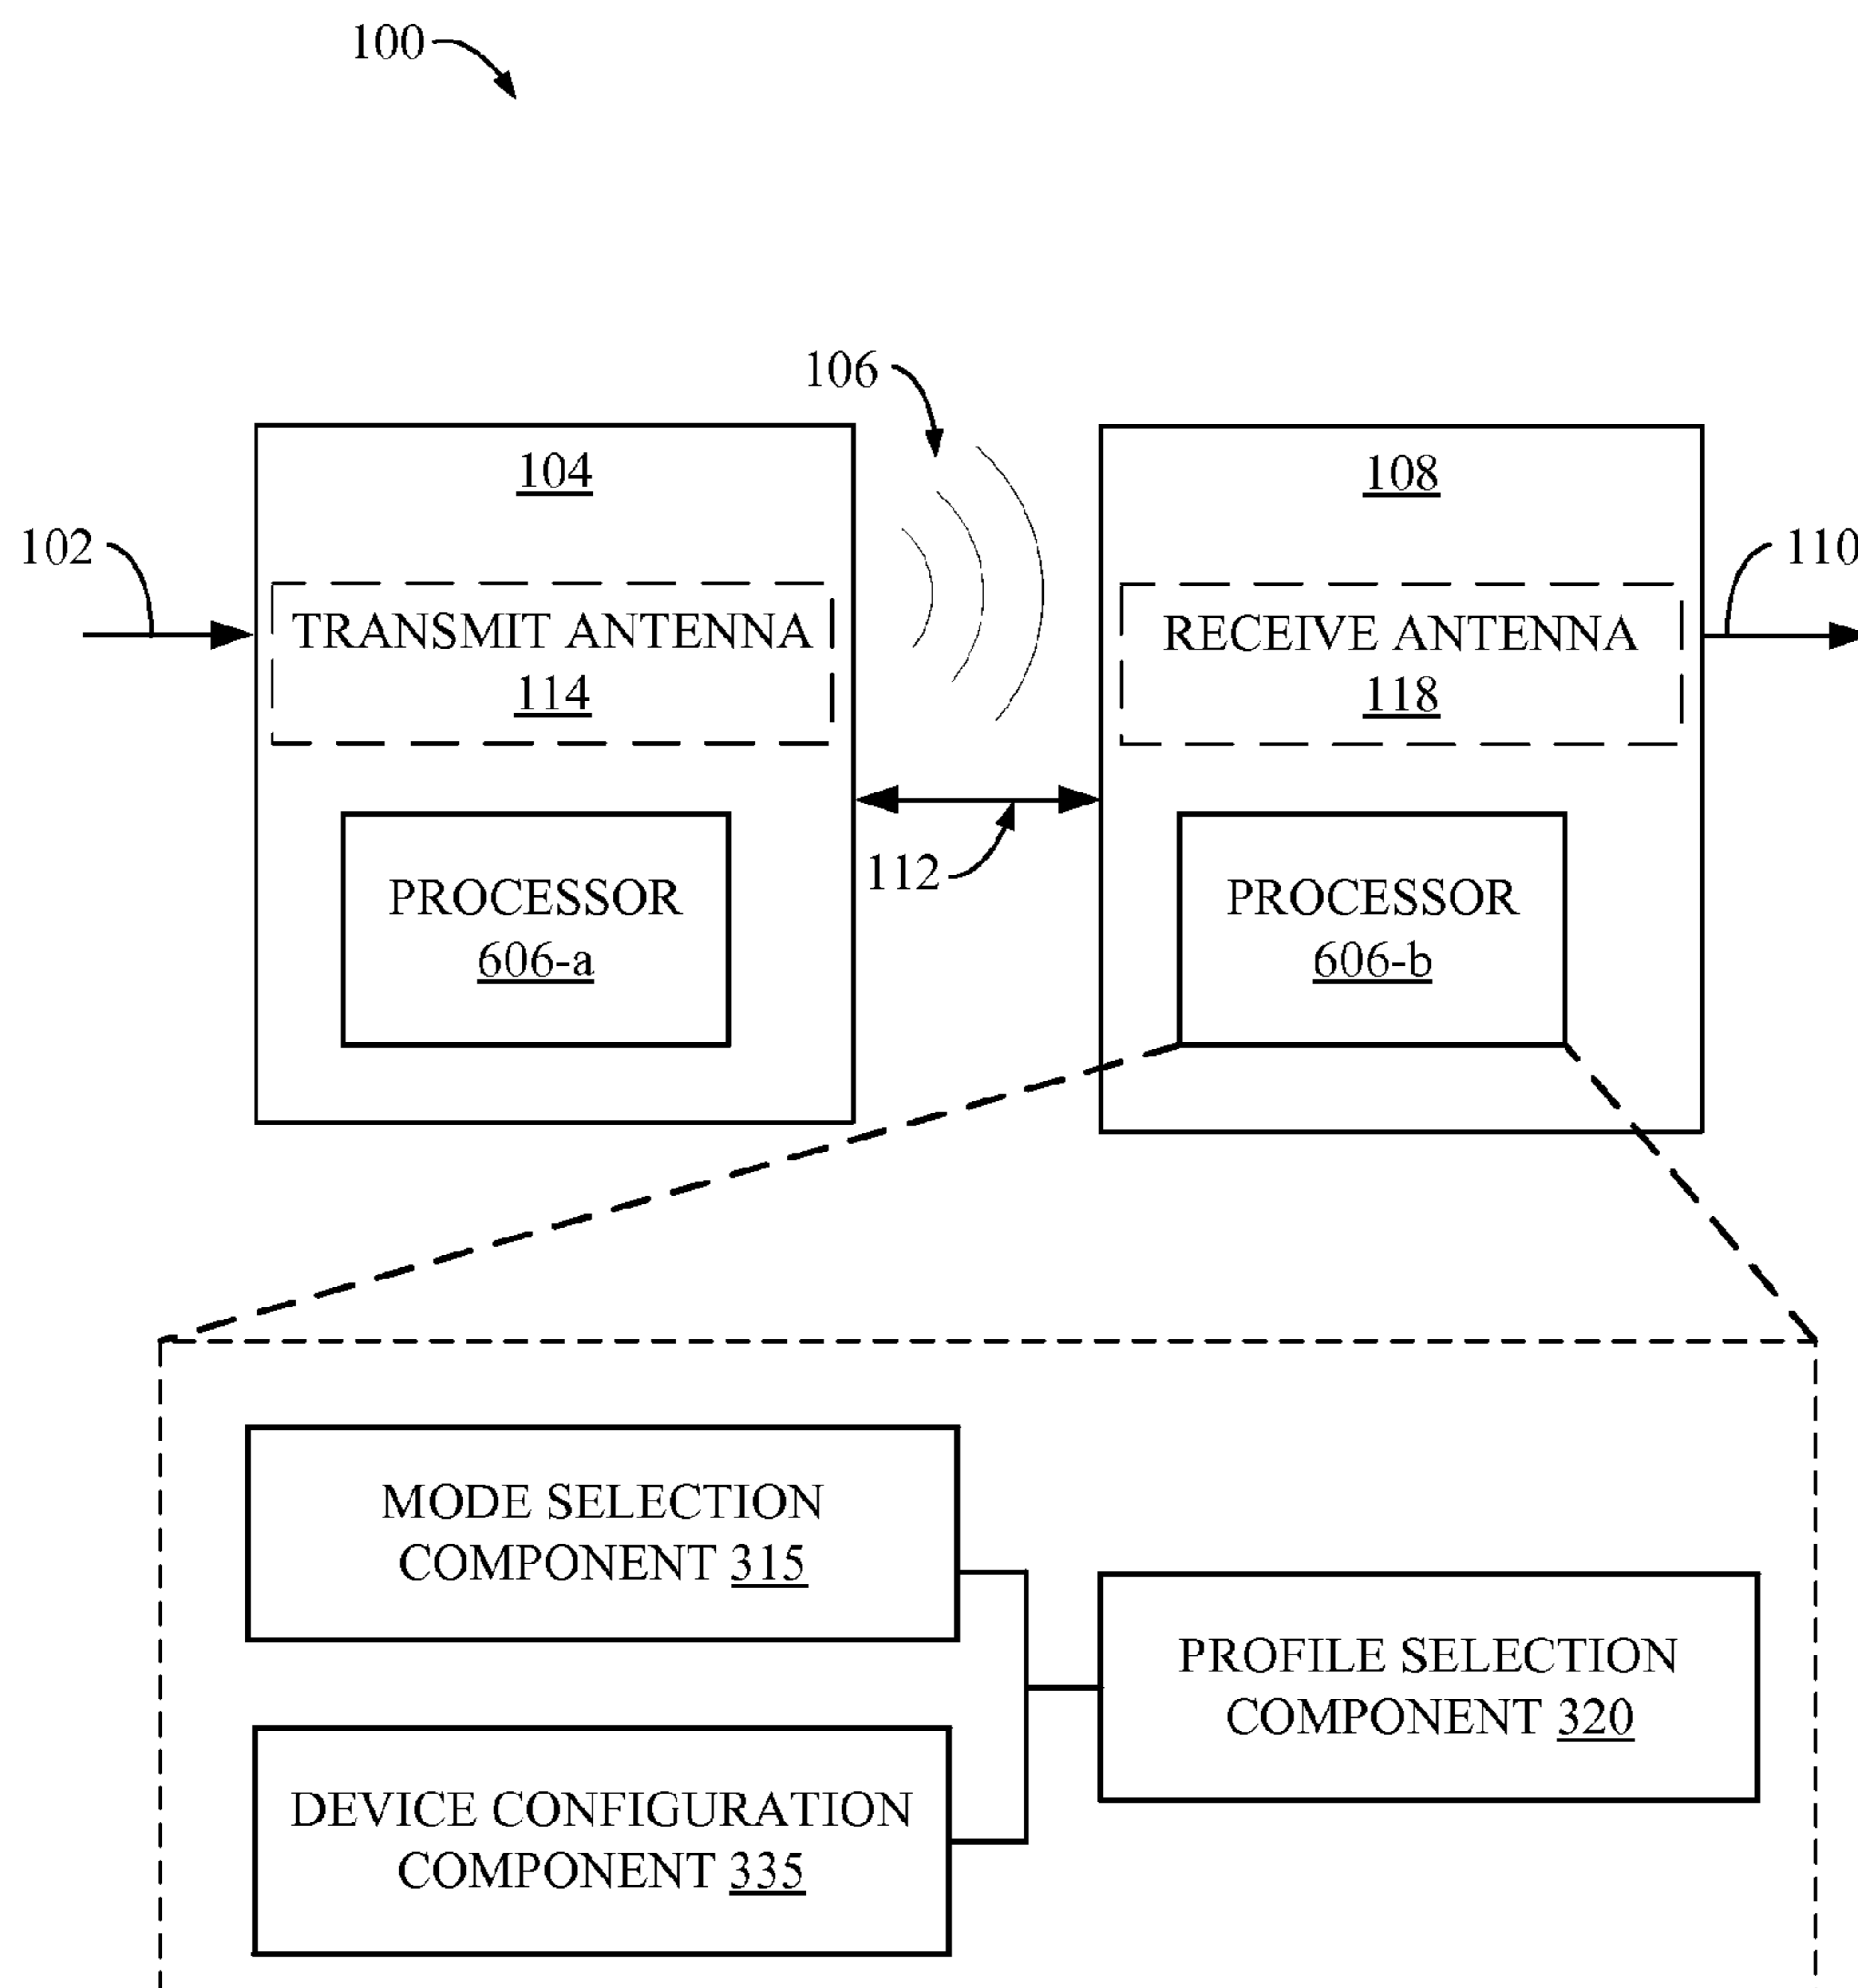 100
106
104
108
102
110
TRANSMIT ANTENNA
114
RECEIVE ANTENNA
118
112
PROCESSOR
606-a
PROCESSOR
606-b
MODE SELECTION
COMPONENT 315
PROFILE SELECTION
COMPONENT 320
DEVICE CONFIGURATION
COMPONENT 335